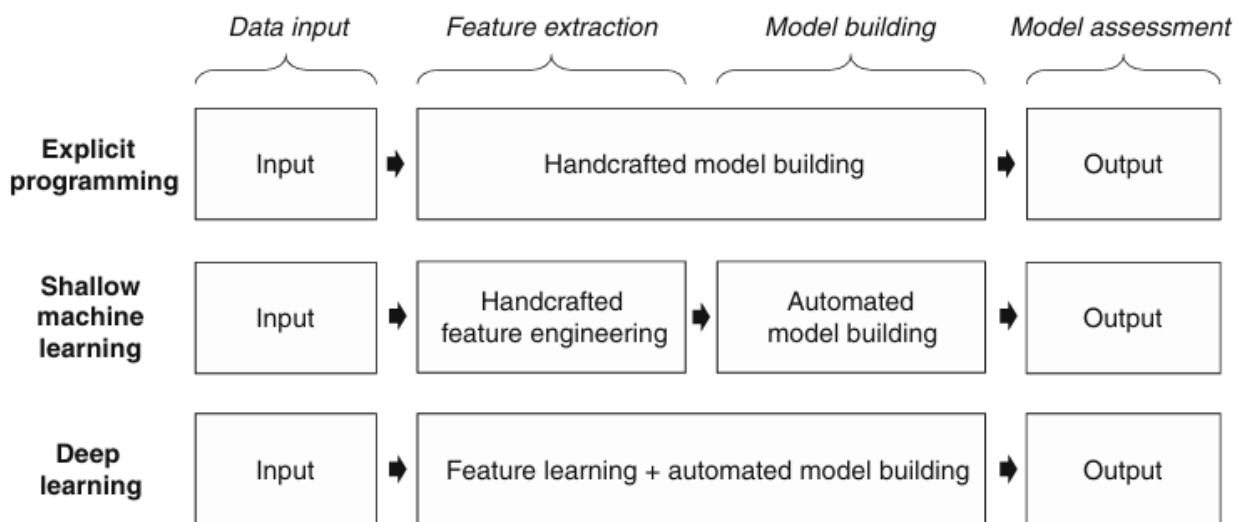 Data input
Feature extraction
Model building
Model assessment
Explicit
programming
Input
Handcrafted model building
Output
Shallow
machine
learning
Input
Handcrafted
feature engineering
Automated
model building
Output
Deep
learning
Input
Feature learning + automated model building
Output